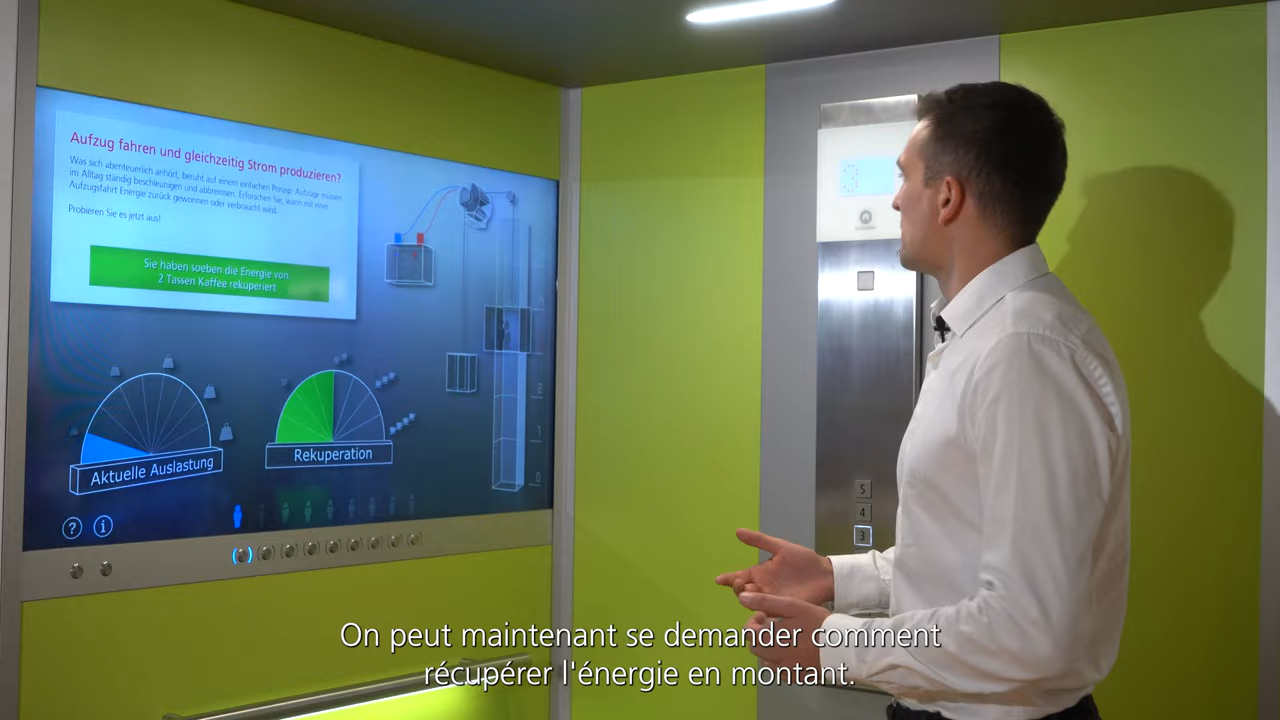 Aufzug fahren und gleichzeitig Strom produzieren?
Was sich abenteuerlich anhört, beruht auf einem einfachen Prinzip: Aufzüge müssen
im Alltag ständig beschleunigen und abbremsen. Erforschen Sie, wann mit einer
Aufzugsfahrt Energie zurück gewonnen oder verbraucht wird.
Probieren Sie es jetzt aus!
Sie haben soeben die Energie von
2 Tassen Kaffee rekuperiert
Aktuelle Auslastung
Rekuperation
2
1
0
?
i
5
4
3
On peut maintenant se demander comment
récupérer l'énergie en montant.